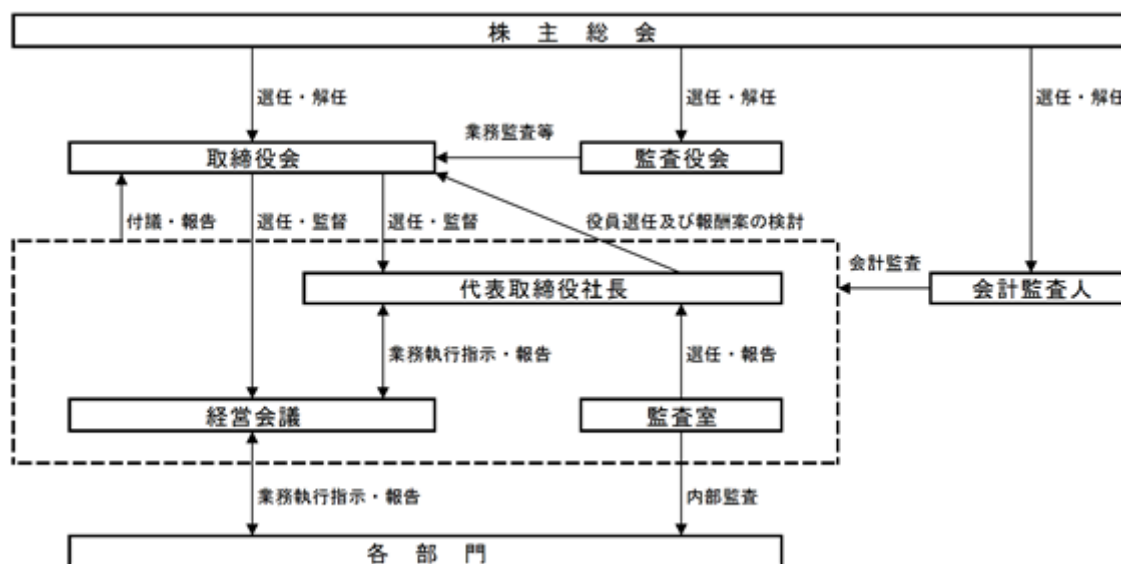 株 主 総 会
選任・解任
選任・解任
選任・解任
業務監査等
取締役会
監査役会
付議・報告
選任・監督
選任・監督
役員選任及び報酬案の検討
会計監査
代表取締役社長
会計監査人
業務執行指示・報告
選任・報告
経営会議
監査室
業務執行指示・報告
内部監査
各 部 門